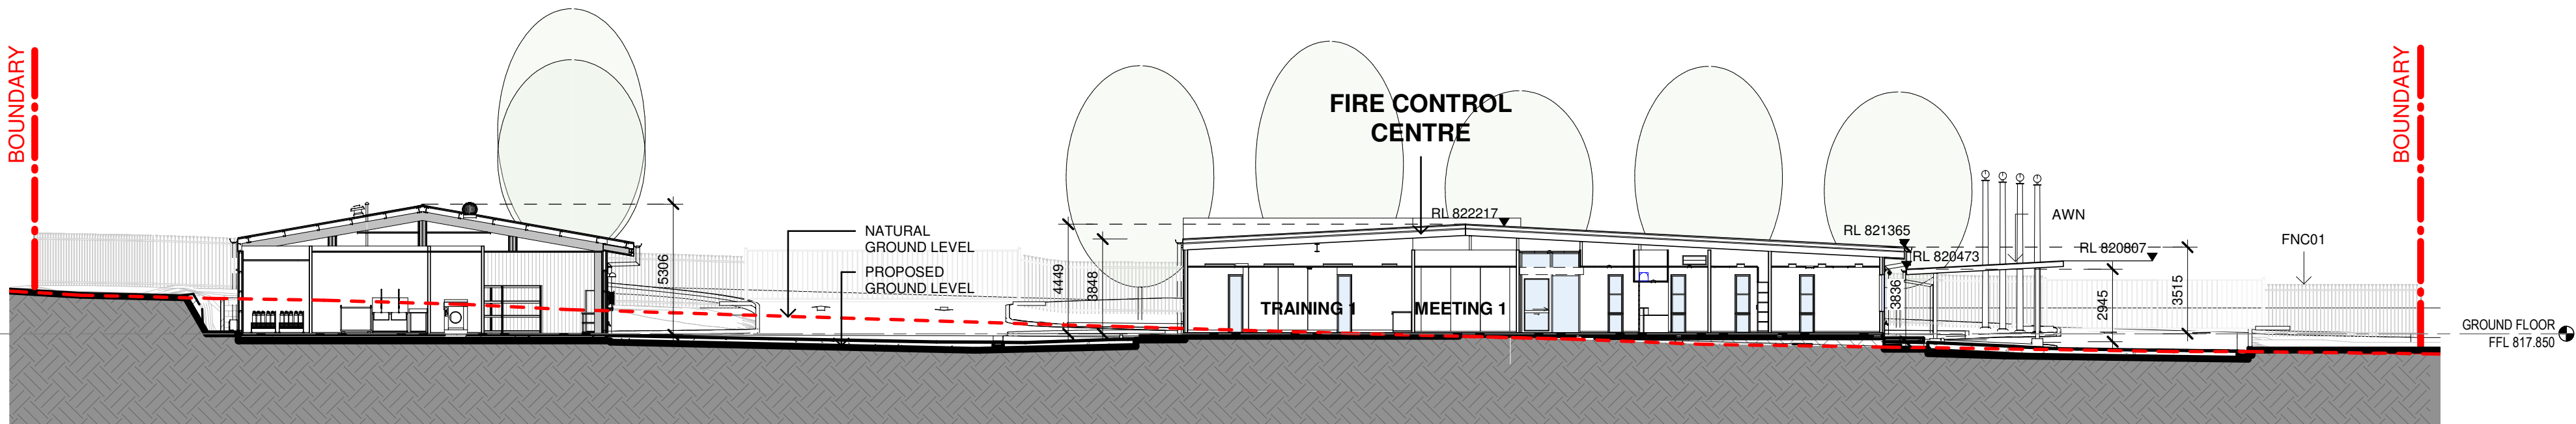 BOUNDARY
5306
NATURAL
GROUND LEVEL
PROPOSED
GROUND LEVEL
4449
3848
FIRE CONTROL
CENTRE
RL 822217
TRAINING 1
MEETING 1
RL 821365
RL 820473
3836
AWN
RL 820807
2945
3515
FNC01
BOUNDARY
GROUND FLOOR
FFL 817.850